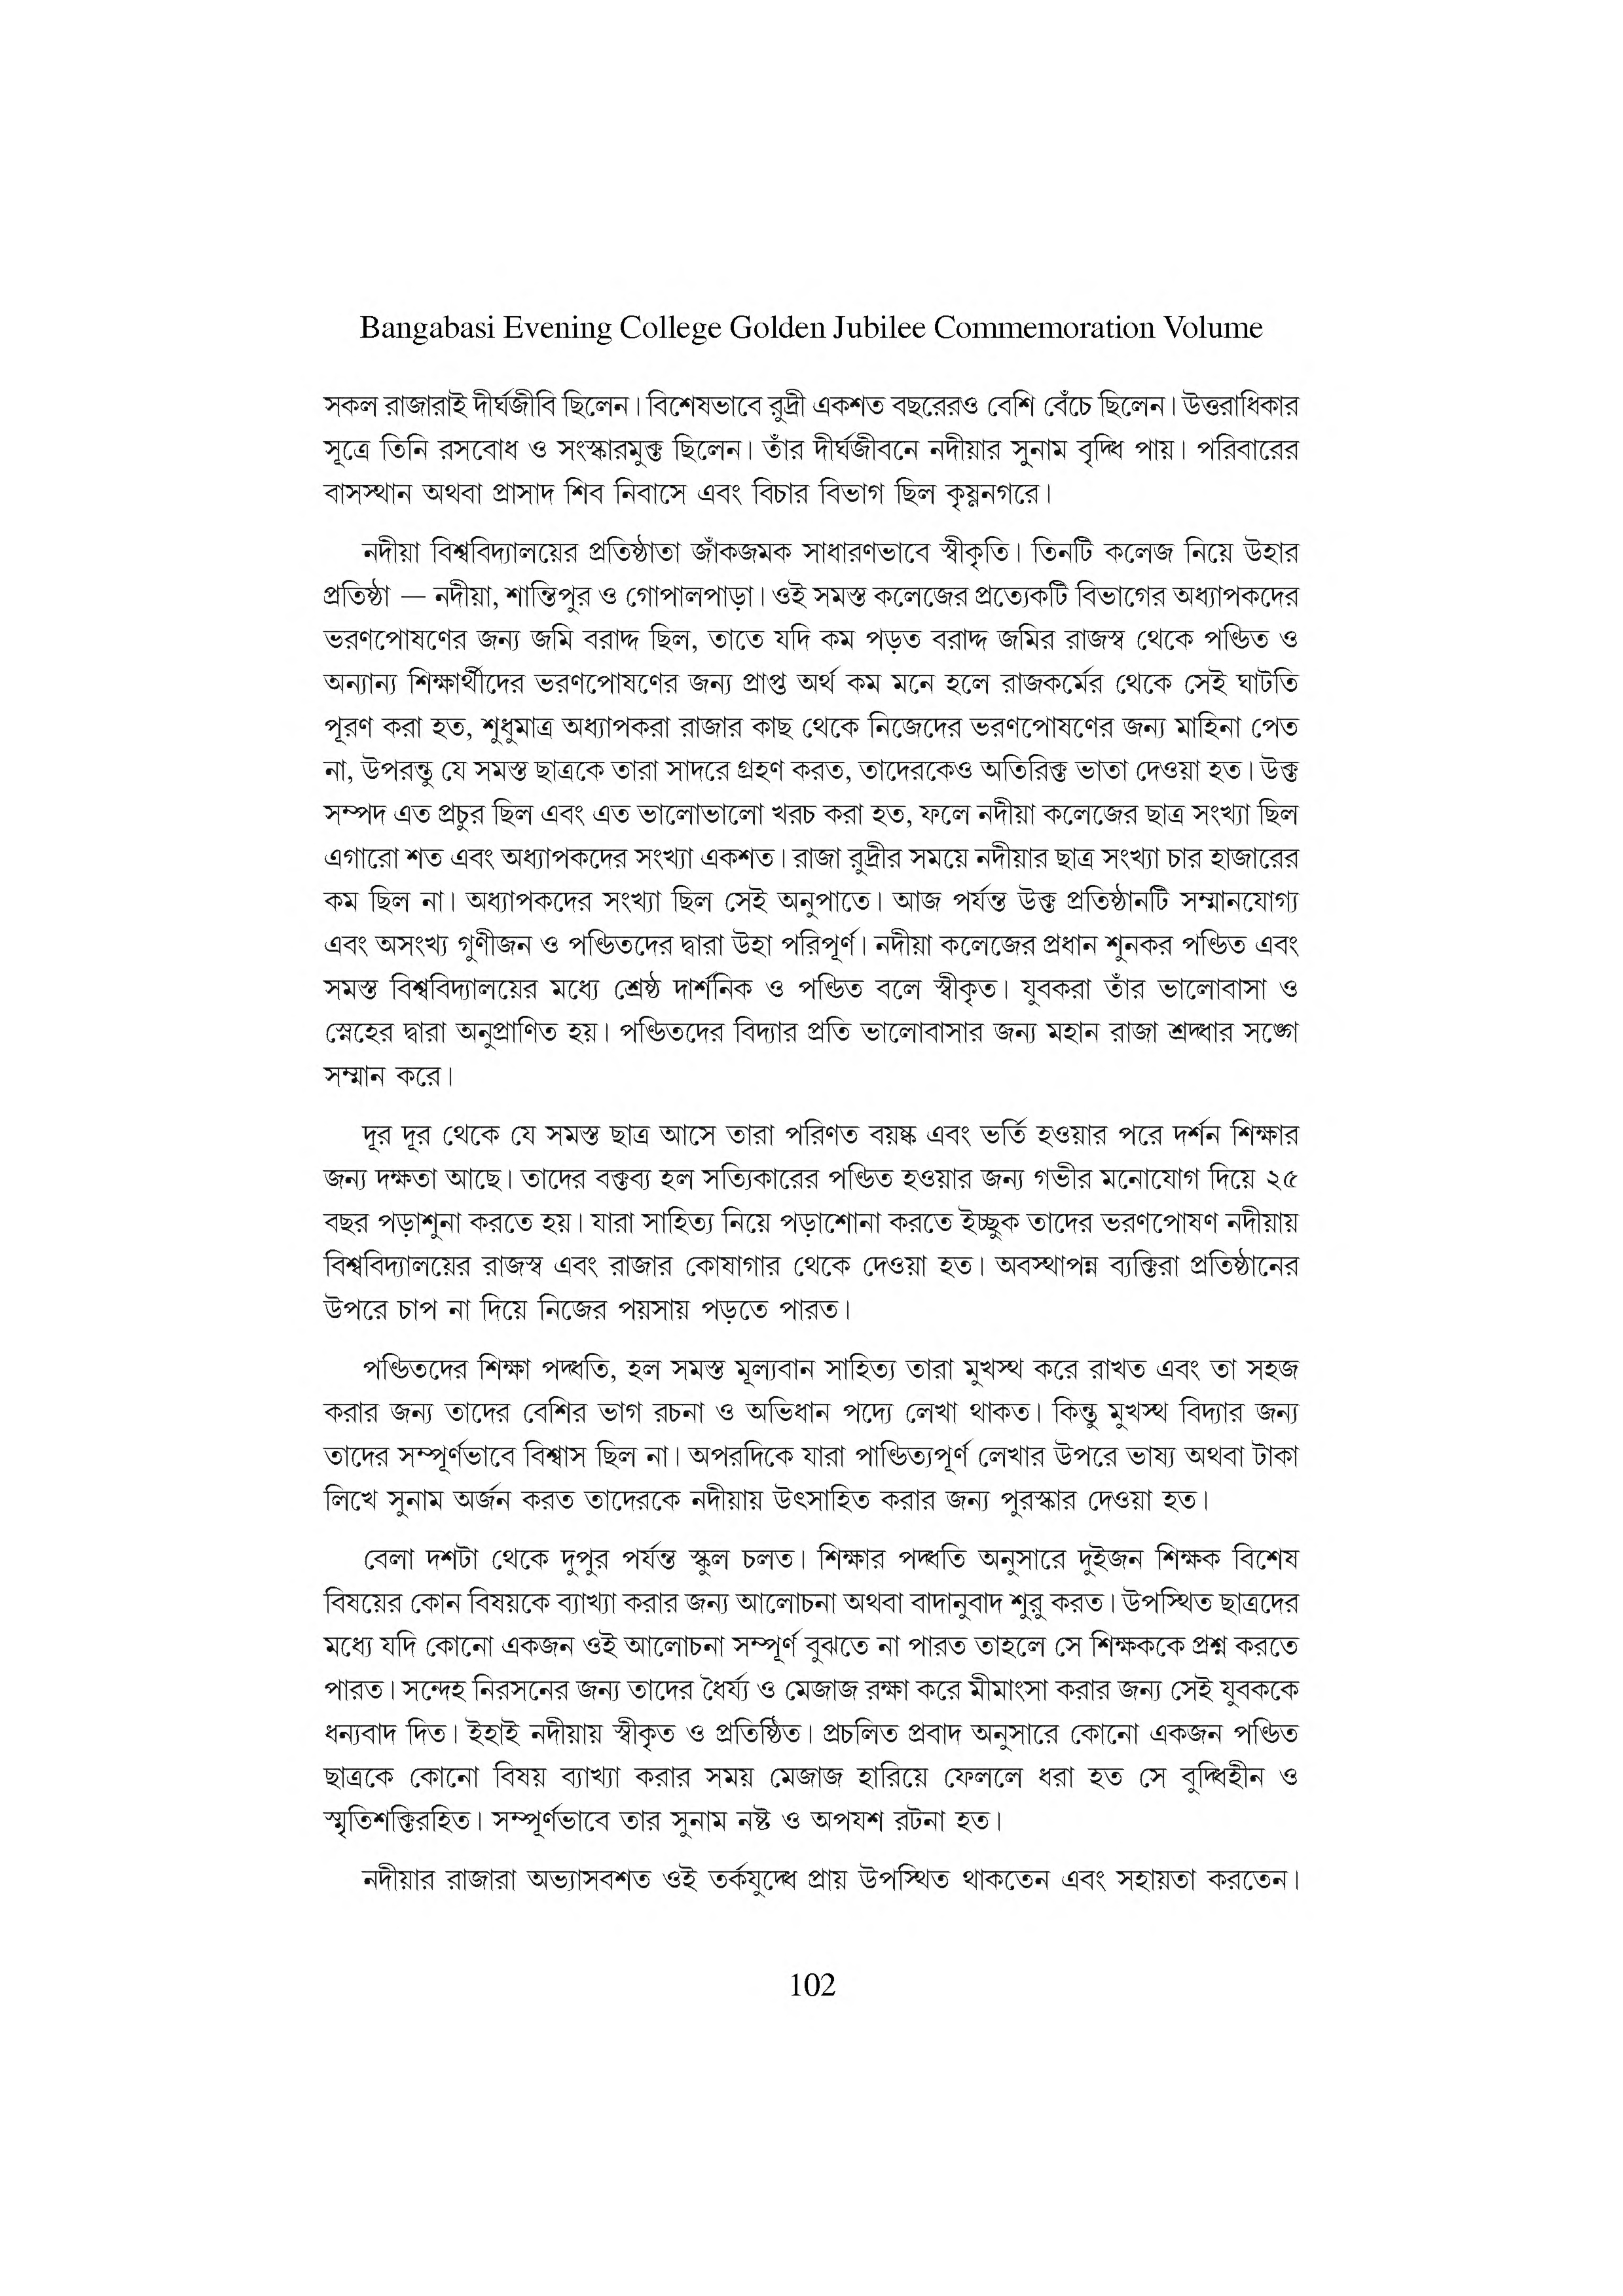 Bangabasi Evening College Golden Jubilee Commemoration Volume
সকল রাজারাই দীর্ঘজীবি ছিলেন। বিশেষভাবে রুদ্রী একশত বছরেরও বেশি বেঁচে ছিলেন। উত্তরাধিকার
সূত্রে তিনি রসবোধ ও সংস্কারমুক্ত ছিলেন। তাঁর দীর্ঘজীবনে নদীয়ার সুনাম বৃদ্ধি পায়। পরিবারের
বাসস্থান অথবা প্রাসাদ শিব নিবাসে এবং বিচার বিভাগ ছিল কৃষ্ণনগরে।
নদীয়া বিশ্ববিদ্যালয়ের প্রতিষ্ঠাতা জাঁকজমক সাধারণভাবে স্বীকৃতি। তিনটি কলেজ নিয়ে উহার
প্রতিষ্ঠা — নদীয়া, শান্তিপুর ও গোপালপাড়া। ওই সমস্ত কলেজের প্রত্যেকটি বিভাগের অধ্যাপকদের
ভরণপোষণের জন্য জমি বরাদ্দ ছিল, তাতে যদি কম পড়ত বরাদ্দ জমির রাজস্ব থেকে পণ্ডিত ও
অন্যান্য শিক্ষার্থীদের ভরণপোষণের জন্য প্রাপ্ত অর্থ কম মনে হলে রাজকর্মের থেকে সেই ঘাটতি
পূরণ করা হত, শুধুমাত্র অধ্যাপকরা রাজার কাছ থেকে নিজেদের ভরণপোষণের জন্য মাহিনা পেত
না, উপরন্তু যে সমস্ত ছাত্রকে তারা সাদরে গ্রহণ করত, তাদেরকেও অতিরিক্ত ভাতা দেওয়া হত। উক্ত
সম্পদ এত প্রচুর ছিল এবং এত ভালোভালো খরচ করা হত, ফলে নদীয়া কলেজের ছাত্র সংখ্যা ছিল
এগারো শত এবং অধ্যাপকদের সংখ্যা একশত। রাজা রুদ্রীর সময়ে নদীয়ার ছাত্র সংখ্যা চার হাজারের
কম ছিল না। অধ্যাপকদের সংখ্যা ছিল সেই অনুপাতে। আজ পর্যন্ত উক্ত প্রতিষ্ঠানটি সম্মানযোগ্য
এবং অসংখ্য গুণীজন ও পণ্ডিতদের দ্বারা উহা পরিপূর্ণ। নদীয়া কলেজের প্রধান শুনকর পণ্ডিত এবং
সমস্ত বিশ্ববিদ্যালয়ের মধ্যে শ্রেষ্ঠ দার্শনিক ও পণ্ডিত বলে স্বীকৃত। যুবকরা তাঁর ভালোবাসা ও
স্নেহের দ্বারা অনুপ্রাণিত হয়। পণ্ডিতদের বিদ্যার প্রতি ভালোবাসার জন্য মহান রাজা শ্রদ্ধার সঙ্গে
সম্মান করে।
দূর দূর থেকে যে সমস্ত ছাত্র আসে তারা পরিণত বয়ষ্ক এবং ভর্তি হওয়ার পরে দর্শন শিক্ষার
জন্য দক্ষতা আছে। তাদের বক্তব্য হল সত্যিকারের পণ্ডিত হওয়ার জন্য গভীর মনোযোগ দিয়ে ২৫
বছর পড়াশুনা করতে হয়। যারা সাহিত্য নিয়ে পড়াশোনা করতে ইচ্ছুক তাদের ভরণপোষণ নদীয়ায়
বিশ্ববিদ্যালয়ের রাজস্ব এবং রাজার কোষাগার থেকে দেওয়া হত। অবস্থাপন্ন ব্যক্তিরা প্রতিষ্ঠানের
উপরে চাপ না দিয়ে নিজের পয়সায় পড়তে পারত।
পণ্ডিতদের শিক্ষা পদ্ধতি, হল সমস্ত মূল্যবান সাহিত্য তারা মুখস্থ করে রাখত এবং তা সহজ
করার জন্য তাদের বেশির ভাগ রচনা ও অভিধান পদ্যে লেখা থাকত। কিন্তু মুখস্থ বিদ্যার জন্য
তাদের সম্পূর্ণভাবে বিশ্বাস ছিল না। অপরদিকে যারা পাণ্ডিত্যপূর্ণ লেখার উপরে ভাষ্য অথবা টাকা
লিখে সুনাম অর্জন করত তাদেরকে নদীয়ায় উৎসাহিত করার জন্য পুরস্কার দেওয়া হত।
বেলা দশটা থেকে দুপুর পর্যন্ত স্কুল চলত। শিক্ষার পদ্ধতি অনুসারে দুইজন শিক্ষক বিশেষ
বিষয়ের কোন বিষয়কে ব্যাখ্যা করার জন্য আলোচনা অথবা বাদানুবাদ শুরু করত। উপস্থিত ছাত্রদের
মধ্যে যদি কোনো একজন ওই আলোচনা সম্পূর্ণ বুঝতে না পারত তাহলে সে শিক্ষককে প্রশ্ন করতে
পারত। সন্দেহ নিরসনের জন্য তাদের ধৈর্য্য ও মেজাজ রক্ষা করে মীমাংসা করার জন্য সেই যুবককে
ধন্যবাদ দিত। ইহাই নদীয়ায় স্বীকৃত ও প্রতিষ্ঠিত। প্রচলিত প্রবাদ অনুসারে কোনো একজন পণ্ডিত
ছাত্রকে কোনো বিষয় ব্যাখ্যা করার সময় মেজাজ হারিয়ে ফেললে ধরা হত সে বুদ্ধিহীন ও
স্মৃতিশক্তিরহিত। সম্পূর্ণভাবে তার সুনাম নষ্ট ও অপযশ রটনা হত।
নদীয়ার রাজারা অভ্যাসবশত ওই তর্কযুদ্ধে প্রায় উপস্থিত থাকতেন এবং সহায়তা করতেন।
102